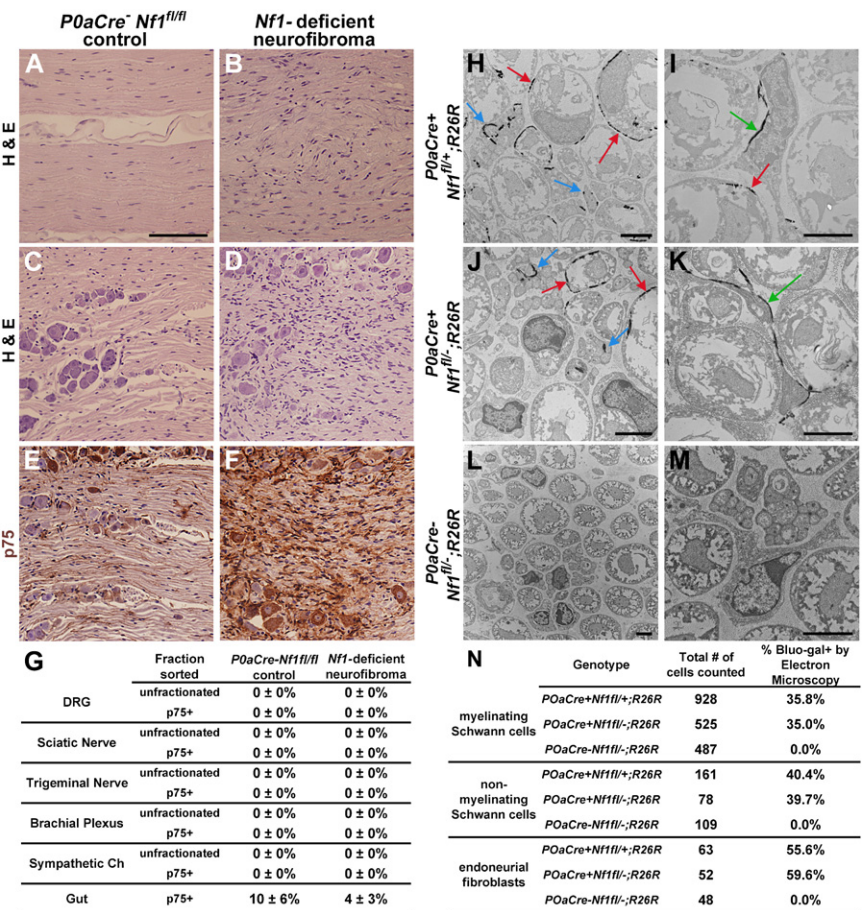 P0aCre- Nf1fl/fl control
Nf1- deficient neurofibroma
A
B
H & E
C
D
H & E
E
F
p75
H
I
P0aCre+ Nf1fl/+;R26R
J
K
P0aCre+ Nf1fl/-;R26R
L
M
P0aCre- Nf1fl/-;R26R
G
Fraction sorted P0aCre-Nf1fl/fl control Nf1-deficient neurofibroma
DRG
unfractionated 0 ± 0% 0 ± 0%
p75+ 0 ± 0% 0 ± 0%
Sciatic Nerve
unfractionated 0 ± 0% 0 ± 0%
p75+ 0 ± 0% 0 ± 0%
Trigeminal Nerve
unfractionated 0 ± 0% 0 ± 0%
p75+ 0 ± 0% 0 ± 0%
Brachial Plexus
unfractionated 0 ± 0% 0 ± 0%
p75+ 0 ± 0% 0 ± 0%
Sympathetic Ch
unfractionated 0 ± 0% 0 ± 0%
p75+ 0 ± 0% 0 ± 0%
Gut p75+ 10 ± 6% 4 ± 3%
N
Genotype Total # of cells counted % Bluo-gal+ by Electron Microscopy
myelinating Schwann cells
POaCre+Nf1fl/+;R26R 928 35.8%
POaCre+Nf1fl/-;R26R 525 35.0%
POaCre-Nf1fl/-;R26R 487 0.0%
non-myelinating Schwann cells
POaCre+Nf1fl/+;R26R 161 40.4%
POaCre+Nf1fl/-;R26R 78 39.7%
POaCre-Nf1fl/-;R26R 109 0.0%
endoneurial fibroblasts
POaCre+Nf1fl/+;R26R 63 55.6%
POaCre+Nf1fl/-;R26R 52 59.6%
POaCre-Nf1fl/-;R26R 48 0.0%